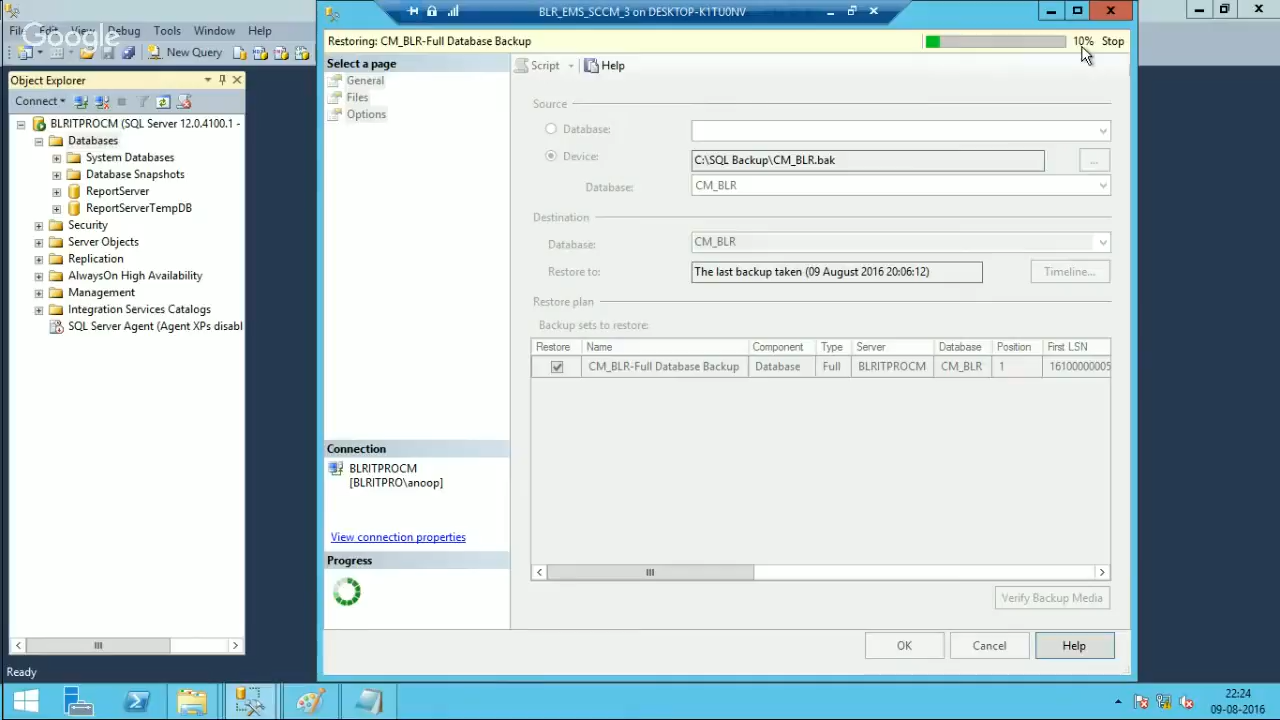 BLR_EMS_SCCM_3 on DESKTOP-K1TU0NV
File Edit View Debug Tools Window Help
Google
New Query
Object Explorer
Connect
BLRITPROCM (SQL Server 12.0.4100.1 -
Databases
System Databases
Database Snapshots
ReportServer
ReportServerTempDB
Security
Server Objects
Replication
AlwaysOn High Availability
Management
Integration Services Catalogs
SQL Server Agent (Agent XPs disabl
Ready
Restoring: CM_BLR-Full Database Backup
10% Stop
Select a page
General
Files
Options
Connection
BLRITPROCM
[BLRITPRO\anoop]
View connection properties
Progress
Script Help
Source
Database:
Device: C:\SQL Backup\CM_BLR.bak ...
Database: CM_BLR
Destination
Database: CM_BLR
Restore to: The last backup taken (09 August 2016 20:06:12) Timeline...
Restore plan
Backup sets to restore:
Restore Name Component Type Server Database Position First LSN
CM_BLR-Full Database Backup Database Full BLRITPROCM CM_BLR 1 16100000005
Verify Backup Media
OK Cancel Help
22:24
09-08-2016